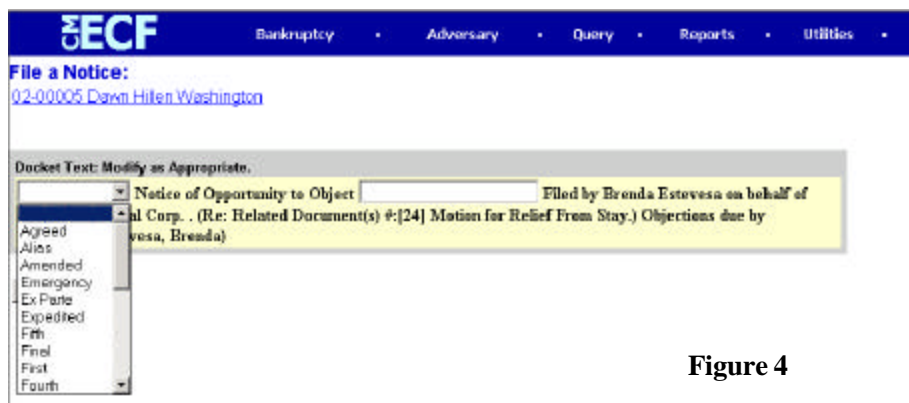 CM ECF Bankruptcy • Adversary • Query • Reports • Utilities •
File a Notice:
02-00005 Dawn Hillen Washington
Docket Text: Modify as Appropriate.
Notice of Opportunity to Object Filed by Brenda Estevesa on behalf of
al Corp. . (Re: Related Document(s) #:[24] Motion for Relief From Stay.) Objections due by
vesa, Brenda)
Agreed
Alias
Amended
Emergency
Ex Parte
Expedited
Fifth
Final
First
Fourth
Figure 4